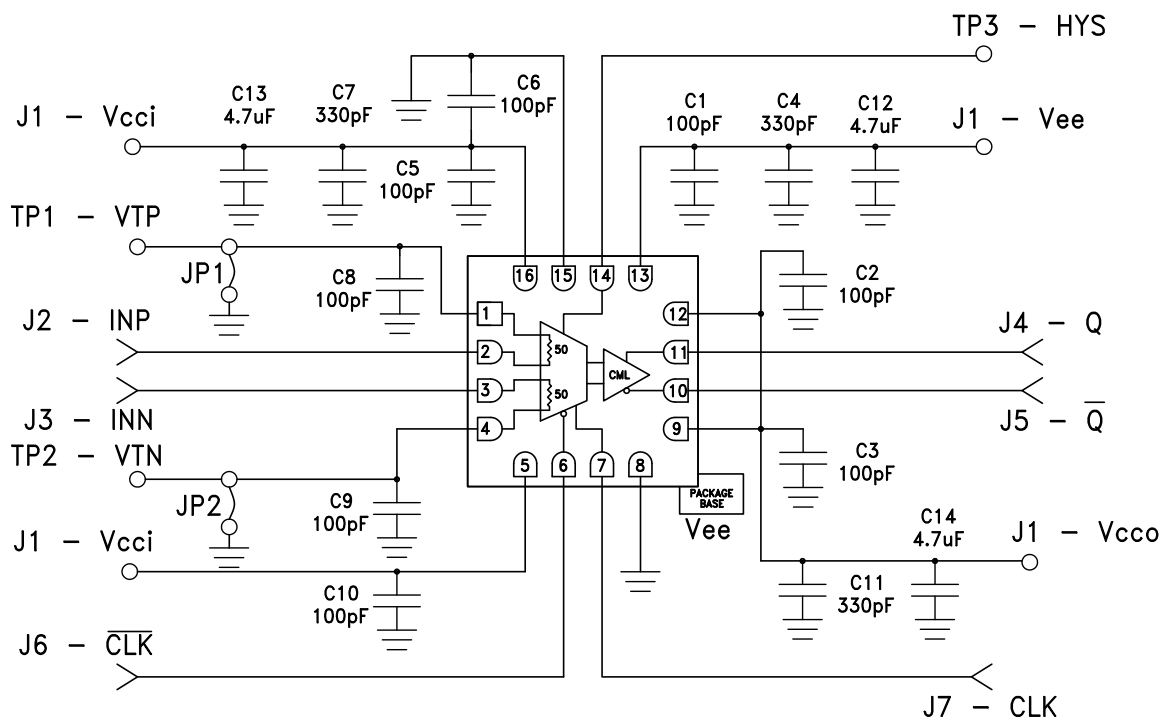 TP3 - HYS
J1 - Vcci
C13
4.7uF
C7
330pF
C6
100pF
C1
100pF
C4
330pF
C12
4.7uF
J1 - Vee
C5
100pF
TP1 - VTP
JP1
C8
100pF
16 15 14 13
C2
100pF
J2 - INP
1
12
J4 - Q
2
50
11
CML
3
50
10
J3 - INN
J5 - Q̅
4
9
TP2 - VTN
5 6 7 8
C3
100pF
JP2
C9
100pF
PACKAGE
BASE
Vee
J1 - Vcci
C14
4.7uF
J1 - Vcco
C10
100pF
C11
330pF
J6 - C̅L̅K̅
J7 - CLK